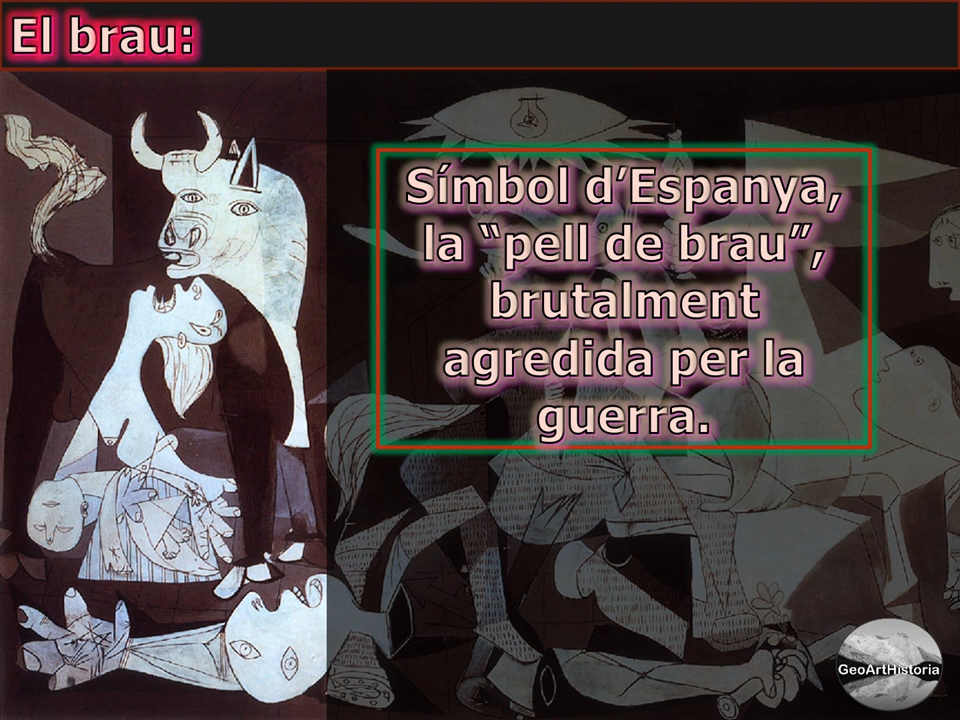 El brau:
Símbol d’Espanya,
la “pell de brau”,
brutalment
agredida per la
guerra.
GeoArtHistoria